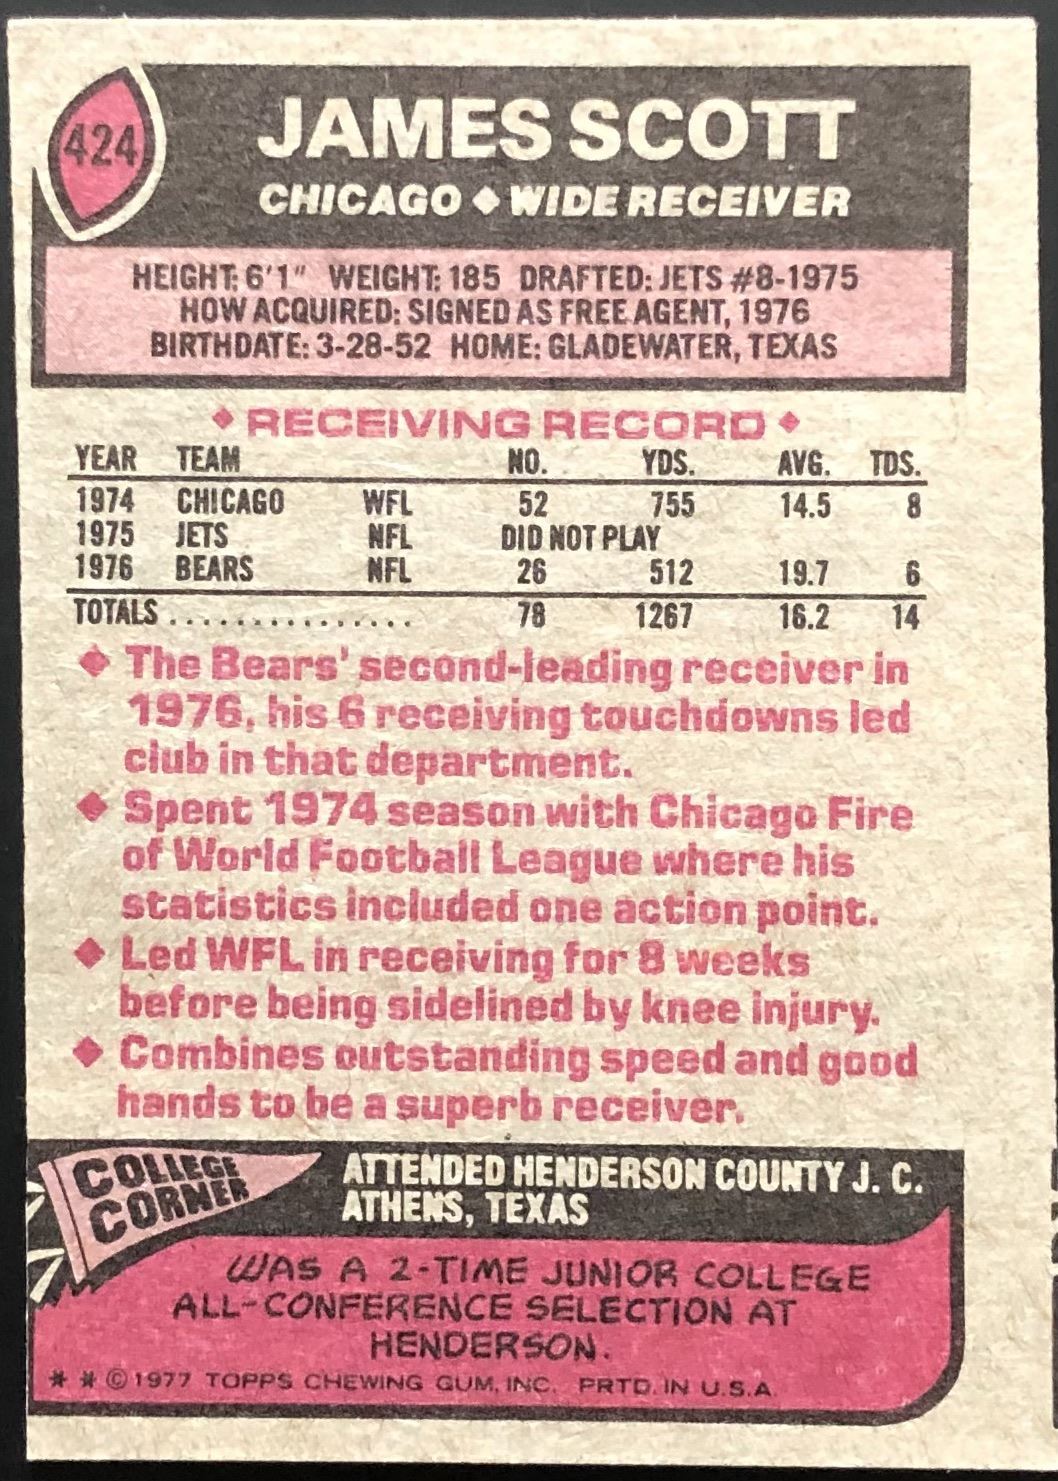 424
JAMES SCOTT
CHICAGO ◆ WIDE RECEIVER
HEIGHT: 6'1" WEIGHT: 185 DRAFTED: JETS #8-1975
HOW ACQUIRED: SIGNED AS FREE AGENT, 1976
BIRTHDATE: 3-28-52 HOME: GLADEWATER, TEXAS
◆ RECEIVING RECORD ◆
YEAR TEAM NO. YDS. AVG. TDS.
1974 CHICAGO WFL 52 755 14.5 8
1975 JETS NFL DID NOT PLAY
1976 BEARS NFL 26 512 19.7 6
TOTALS ............... 78 1267 16.2 14
◆ The Bears' second-leading receiver in
1976, his 6 receiving touchdowns led
club in that department.
◆ Spent 1974 season with Chicago Fire
of World Football League where his
statistics included one action point.
◆ Led WFL in receiving for 8 weeks
before being sidelined by knee injury.
◆ Combines outstanding speed and good
hands to be a superb receiver.
COLLEGE
CORNER
ATTENDED HENDERSON COUNTY J. C.
ATHENS, TEXAS
WAS A 2-TIME JUNIOR COLLEGE
ALL-CONFERENCE SELECTION AT
HENDERSON.
* * © 1977 TOPPS CHEWING GUM, INC. PRTD. IN U.S.A.